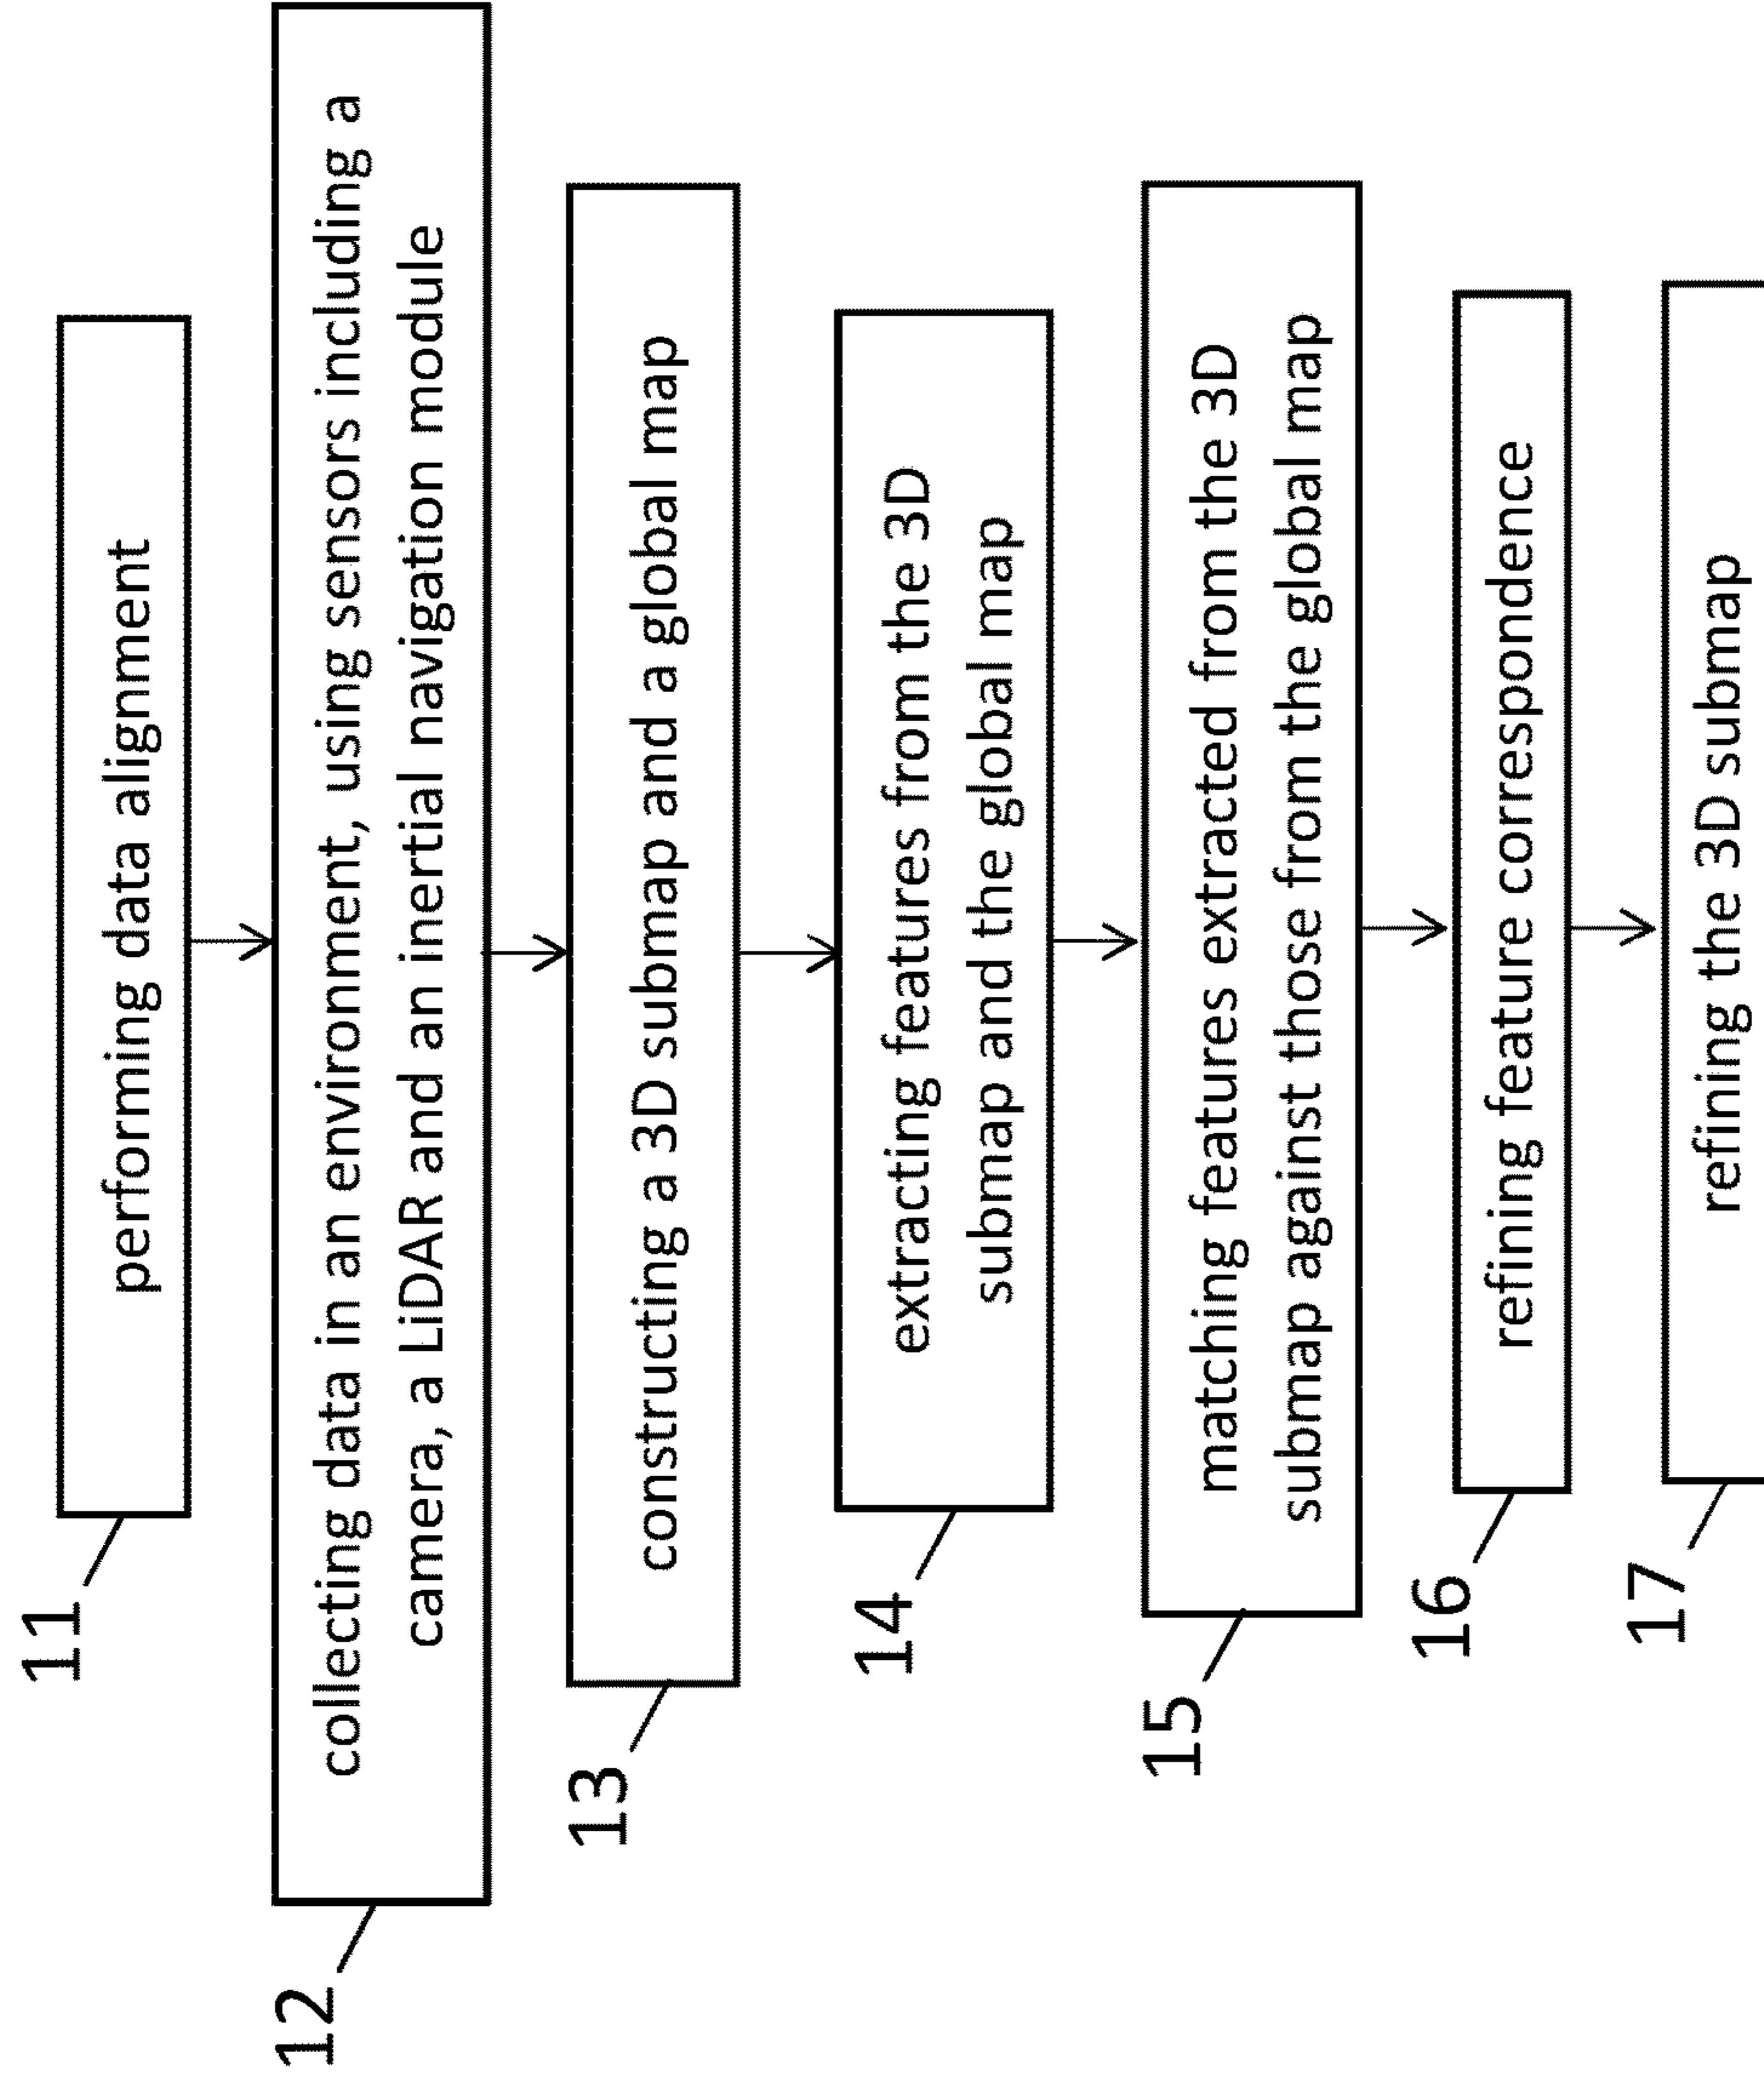 11
performing data alignment
12
collecting data in an environment, using sensors including a
camera, a LiDAR and an inertial navigation module
13
constructing a 3D submap and a global map
14
extracting features from the 3D
submap and the global map
15
matching features extracted from the 3D
submap against those from the global map
16
refining feature correspondence
17
refining the 3D submap